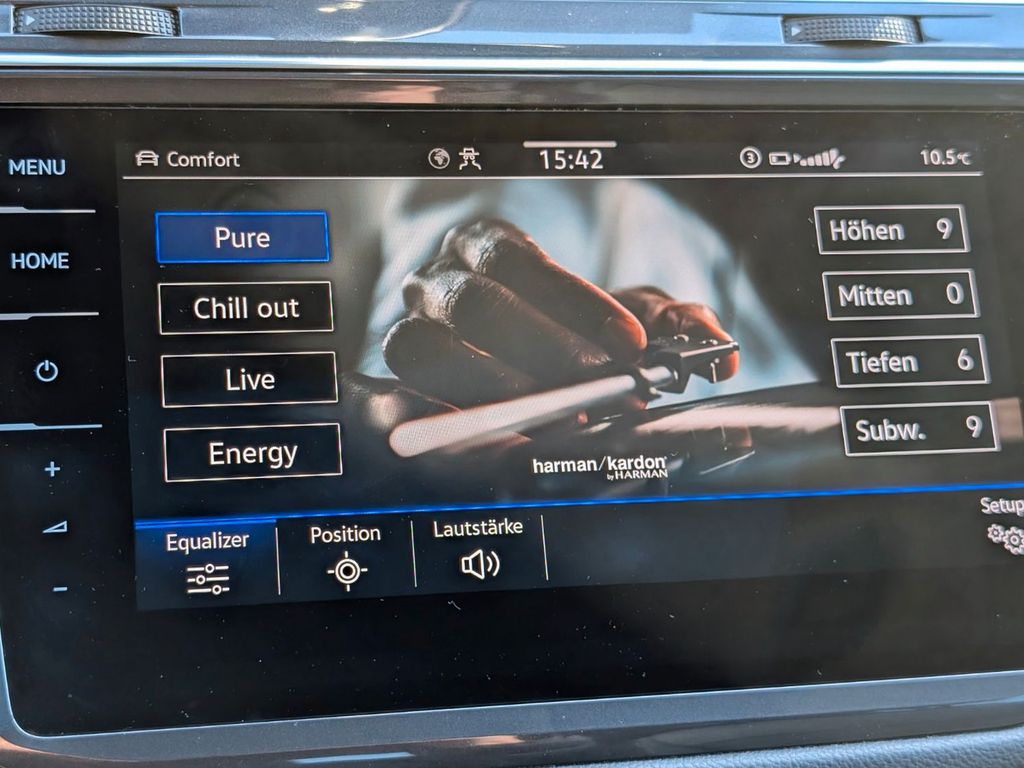 MENU
HOME
Comfort
15:42
3
10.5°C
Pure
Chill out
Live
Energy
Höhen 9
Mitten 0
Tiefen 6
Subw. 9
harman/kardon
by HARMAN
Equalizer
Position
Lautstärke
Setup
+
−